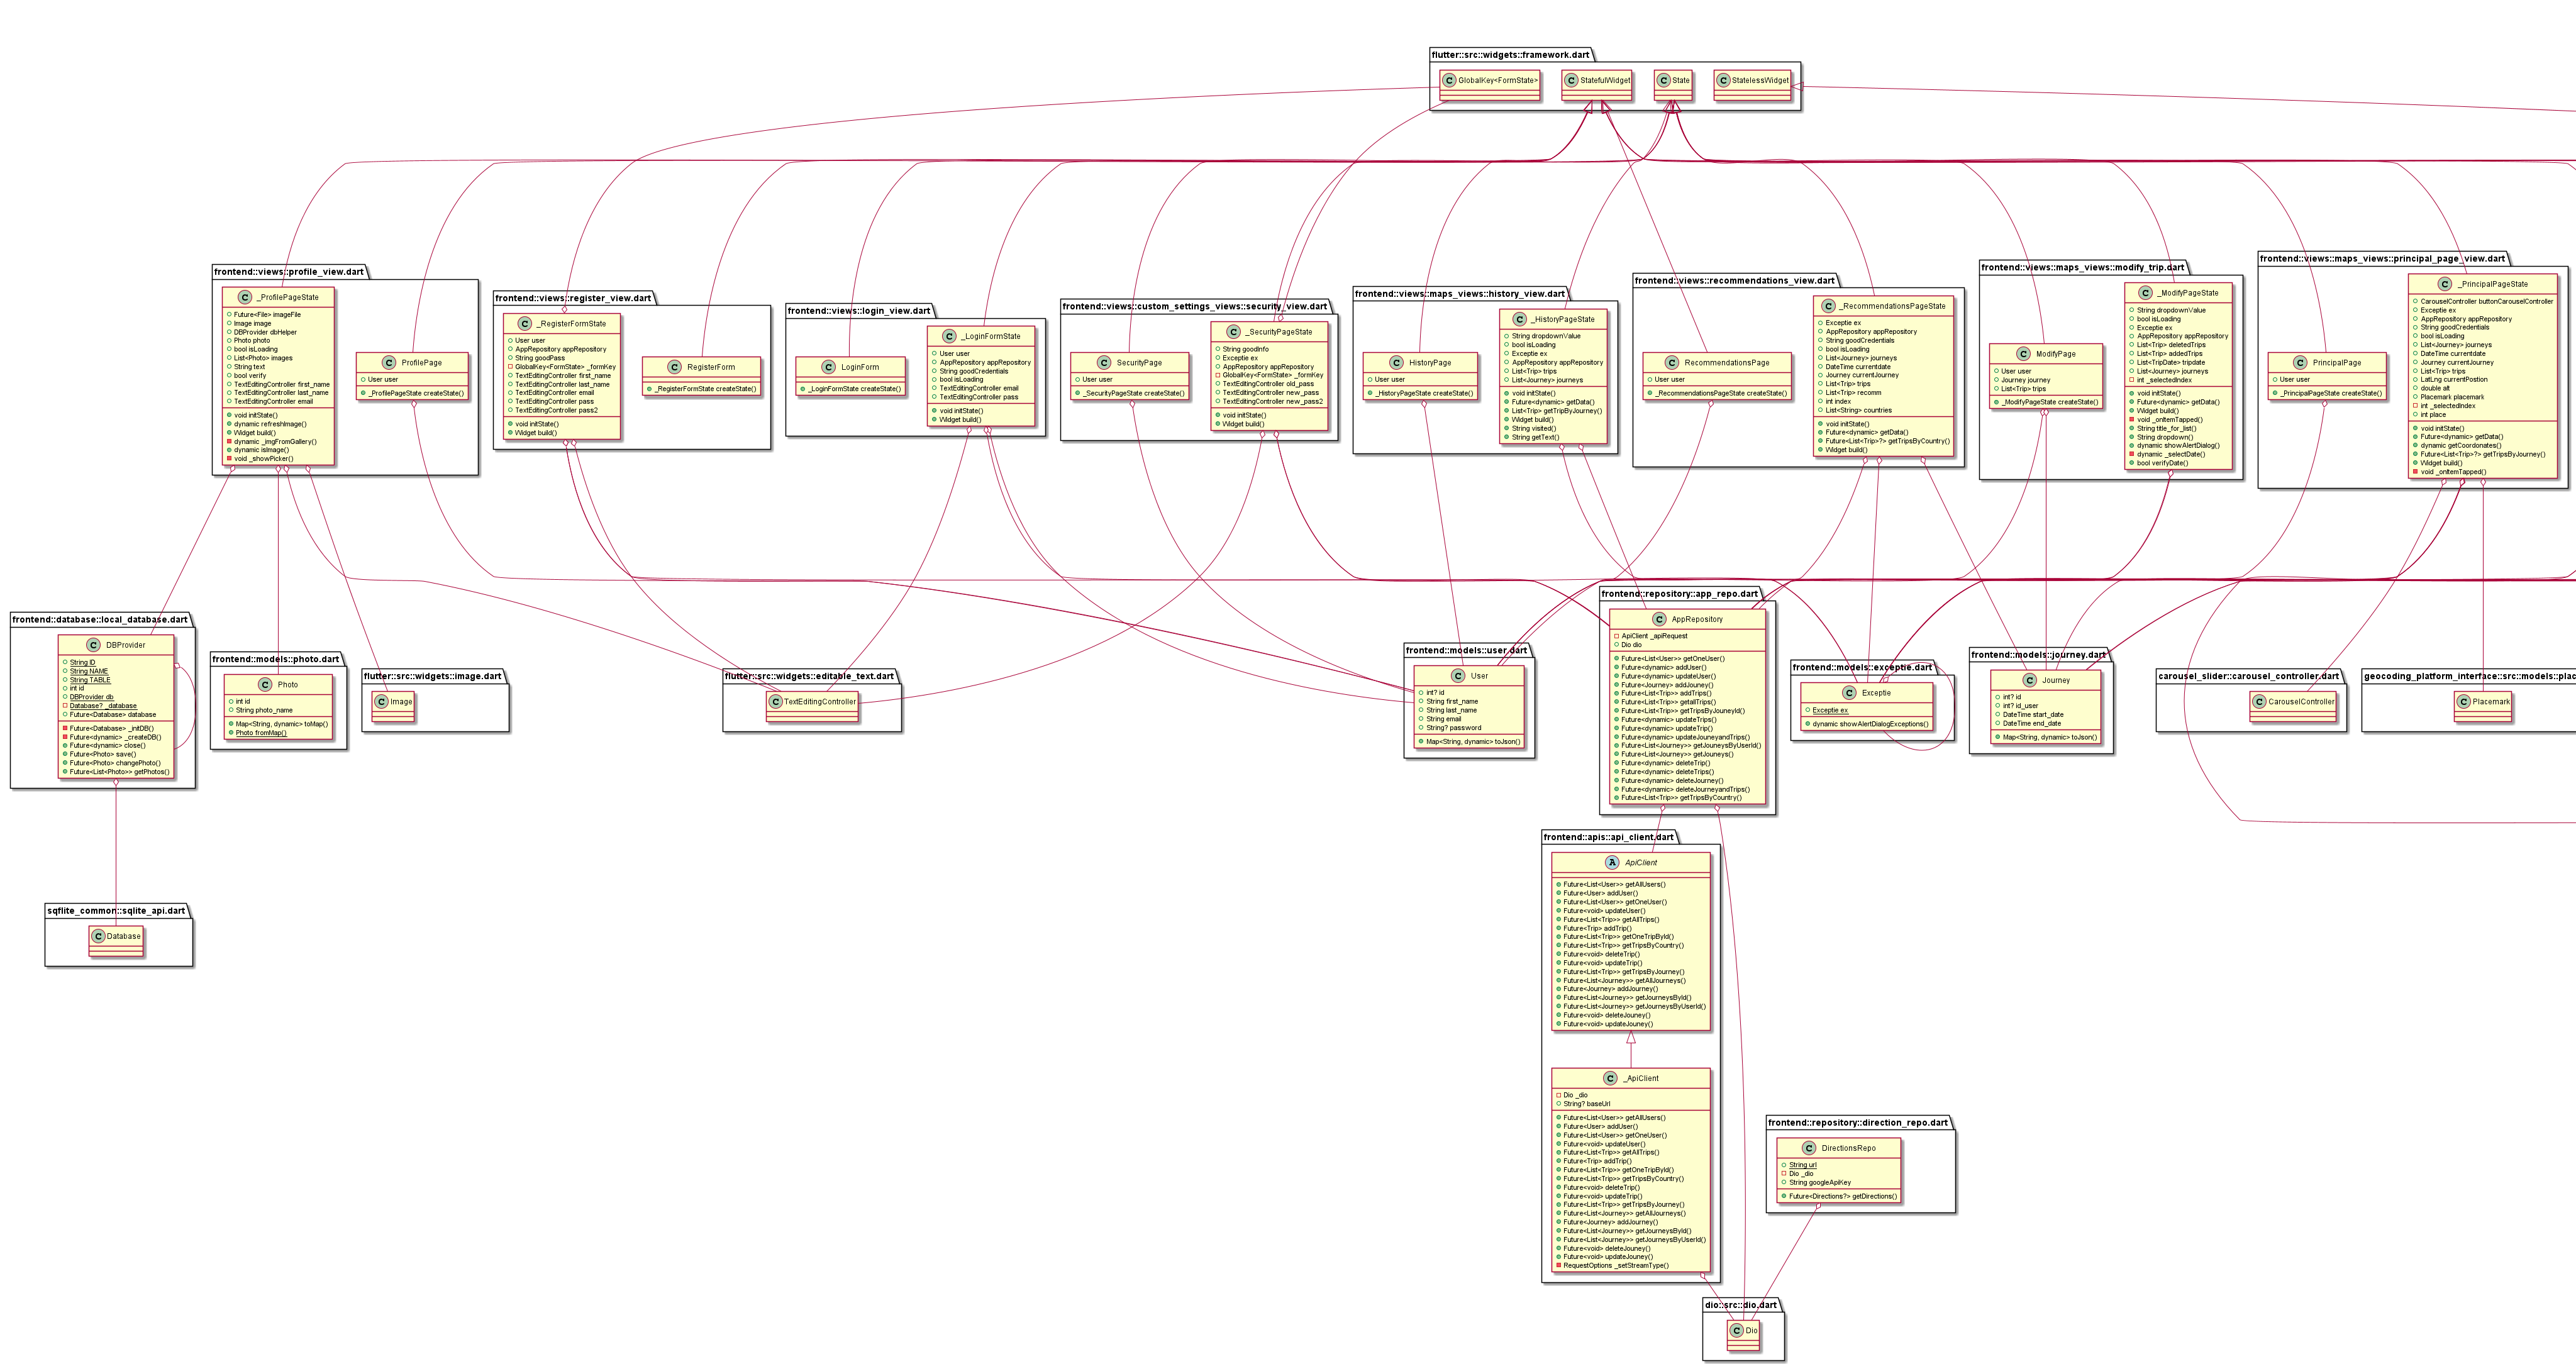 flutter::src::widgets::framework.dart
GlobalKey<FormState>
StatefulWidget
State
StatelessWidget
frontend::views::profile_view.dart
_ProfilePageState
Future<File> imageFile
Image image
DBProvider dbHelper
Photo photo
bool isLoading
List<Photo> images
String text
bool verify
TextEditingController first_name
TextEditingController last_name
TextEditingController email
void initState()
dynamic refreshImage()
Widget build()
dynamic _imgFromGallery()
dynamic isImage()
void _showPicker()
ProfilePage
User user
_ProfilePageState createState()
frontend::views::register_view.dart
_RegisterFormState
User user
AppRepository appRepository
String goodPass
GlobalKey<FormState> _formKey
TextEditingController first_name
TextEditingController last_name
TextEditingController email
TextEditingController pass
TextEditingController pass2
void initState()
Widget build()
RegisterForm
_RegisterFormState createState()
frontend::views::login_view.dart
LoginForm
_LoginFormState createState()
_LoginFormState
User user
AppRepository appRepository
String goodCredentials
bool isLoading
TextEditingController email
TextEditingController pass
void initState()
Widget build()
frontend::views::custom_settings_views::security_view.dart
SecurityPage
User user
_SecurityPageState createState()
_SecurityPageState
String goodInfo
Exceptie ex
AppRepository appRepository
GlobalKey<FormState> _formKey
TextEditingController old_pass
TextEditingController new_pass
TextEditingController new_pass2
void initState()
Widget build()
frontend::views::maps_views::history_view.dart
HistoryPage
User user
_HistoryPageState createState()
_HistoryPageState
String dropdownValue
bool isLoading
Exceptie ex
AppRepository appRepository
List<Trip> trips
List<Journey> journeys
void initState()
Future<dynamic> getData()
List<Trip> getTripByJourney()
Widget build()
String visited()
String getText()
frontend::views::recommendations_view.dart
RecommendationsPage
User user
_RecommendationsPageState createState()
_RecommendationsPageState
Exceptie ex
AppRepository appRepository
String goodCredentials
bool isLoading
List<Journey> journeys
DateTime currentdate
Journey currentJourney
List<Trip> trips
List<Trip> recomm
int index
List<String> countries
void initState()
Future<dynamic> getData()
Future<List<Trip>?> getTripsByCountry()
Widget build()
frontend::views::maps_views::modify_trip.dart
ModifyPage
User user
Journey journey
List<Trip> trips
_ModifyPageState createState()
_ModifyPageState
String dropdownValue
bool isLoading
Exceptie ex
AppRepository appRepository
List<Trip> deletedTrips
List<Trip> addedTrips
List<TripDate> tripdate
List<Journey> journeys
int _selectedIndex
void initState()
Future<dynamic> getData()
Widget build()
void _onItemTapped()
String title_for_list()
String dropdown()
dynamic showAlertDialog()
dynamic _selectDate()
bool verifyDate()
frontend::views::maps_views::principal_page_view.dart
PrincipalPage
User user
_PrincipalPageState createState()
_PrincipalPageState
CarouselController buttonCarouselController
Exceptie ex
AppRepository appRepository
String goodCredentials
bool isLoading
List<Journey> journeys
DateTime currentdate
Journey currentJourney
List<Trip> trips
LatLng currentPostion
double alt
Placemark placemark
int _selectedIndex
int place
void initState()
Future<dynamic> getData()
dynamic getCoordinates()
Future<List<Trip>?> getTripsByJourney()
Widget build()
void _onItemTapped()
frontend::database::local_database.dart
DBProvider
String ID
String NAME
String TABLE
int id
DBProvider db
Database? _database
Future<Database> database
Future<Database> _intDB()
Future<dynamic> _createDB()
Future<dynamic> close()
Future<Photo> save()
Future<Photo> changePhoto()
Future<List<Photo>> getPhotos()
frontend::models::photo.dart
Photo
int id
String photo_name
Map<String, dynamic> toMap()
Photo fromMap()
flutter::src::widgets::image.dart
Image
flutter::src::widgets::editable_text.dart
TextEditingController
frontend::models::user.dart
User
int? id
String first_name
String last_name
String email
String? password
Map<String, dynamic> toJson()
frontend::repository::app_repo.dart
AppRepository
ApiClient _apiRequest
Dio dio
Future<List<User>> getOneUser()
Future<dynamic> addUser()
Future<dynamic> updateUser()
Future<dynamic> addJouney()
Future<List<Trip>> addTrips()
Future<List<Trip>> getallTrips()
Future<List<Trip>> getTripsByJouneyId()
Future<dynamic> updateTrips()
Future<dynamic> updateTrip()
Future<dynamic> updateJouneyandTrips()
Future<List<Journey>> getJouneysByUserId()
Future<List<Journey>> getJouneys()
Future<dynamic> deleteTrip()
Future<dynamic> deleteTrips()
Future<dynamic> deleteJourney()
Future<dynamic> deleteJourneyandTrips()
Future<List<Trip>> getTripsByCountry()
frontend::models::exceptie.dart
Exceptie
Exceptie ex
dynamic showAlertDialogExceptions()
frontend::models::journey.dart
Journey
int? id
int? id_user
DateTime start_date
DateTime end_date
Map<String, dynamic> toJson()
carousel_slider::carousel_controller.dart
CarouselController
geocoding_platform_interface::src::models::plac
Placemark
frontend::apis::api_client.dart
ApiClient
Future<List<User>> getAllUsers()
Future<User> addUser()
Future<List<User>> getOneUser()
Future<void> updateUser()
Future<List<Trip>> getAllTrips()
Future<Trip> addTrip()
Future<List<Trip>> getOneTripById()
Future<List<Trip>> getTripsByCountry()
Future<void> deleteTrip()
Future<void> updateTrip()
Future<List<Trip>> getTripsByJourney()
Future<List<Journey>> getAllJourneys()
Future<Journey> addJourney()
Future<List<Journey>> getJourneysById()
Future<List<Journey>> getJourneysByUserId()
Future<void> deleteJouney()
Future<void> updateJouney()
_ApiClient
Dio _dio
String? baseUrl
Future<List<User>> getAllUsers()
Future<User> addUser()
Future<List<User>> getOneUser()
Future<void> updateUser()
Future<List<Trip>> getAllTrips()
Future<Trip> addTrip()
Future<List<Trip>> getOneTripById()
Future<List<Trip>> getTripsByCountry()
Future<void> deleteTrip()
Future<void> updateTrip()
Future<List<Trip>> getTripsByJourney()
Future<List<Journey>> getAllJourneys()
Future<Journey> addJourney()
Future<List<Journey>> getJourneysById()
Future<List<Journey>> getJourneysByUserId()
Future<void> deleteJouney()
Future<void> updateJouney()
RequestOptions _setStreamType()
sqflite_common::sqlite_api.dart
Database
frontend::repository::direction_repo.dart
DirectionsRepo
String url
Dio _dio
String googleApiKey
Future<Directions?> getDirections()
dio::src::dio.dart
Dio